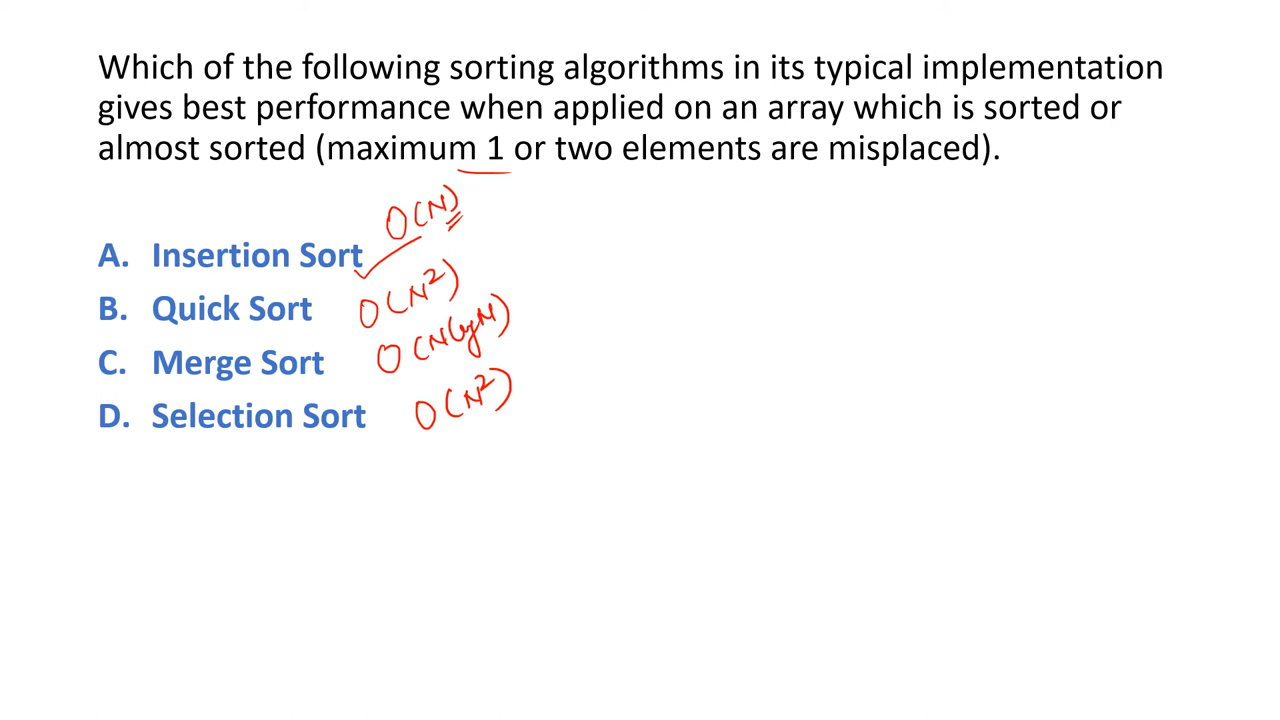 Which of the following sorting algorithms in its typical implementation
gives best performance when applied on an array which is sorted or
almost sorted (maximum 1 or two elements are misplaced).
O(N)
A. Insertion Sort
B. Quick Sort O(N²)
C. Merge Sort O(NlogN)
D. Selection Sort O(N²)